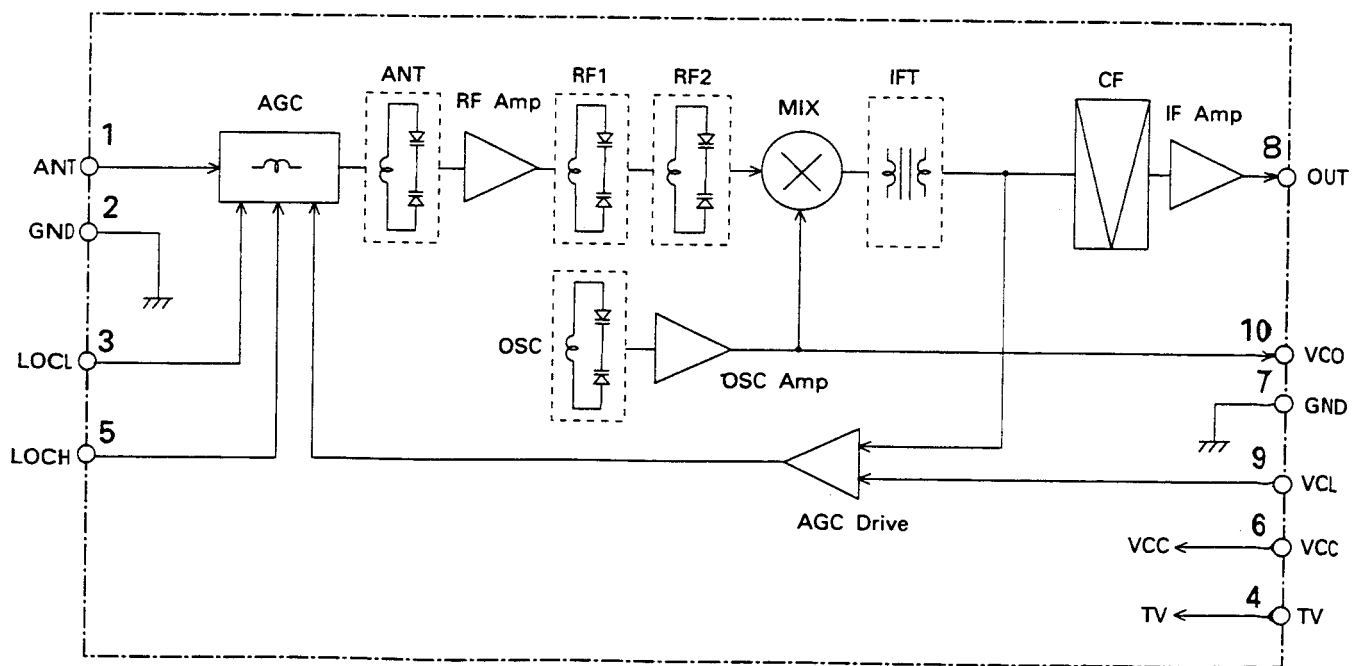 ANT
RF1
RF2
IFT
CF
AGC
RF Amp
MIX
IF Amp
1
ANT
8
OUT
2
GND
3
LOCL
OSC
OSC Amp
10
VCO
7
GND
5
LOCH
9
VCL
AGC Drive
6
VCC
VCC
4
TV
TV